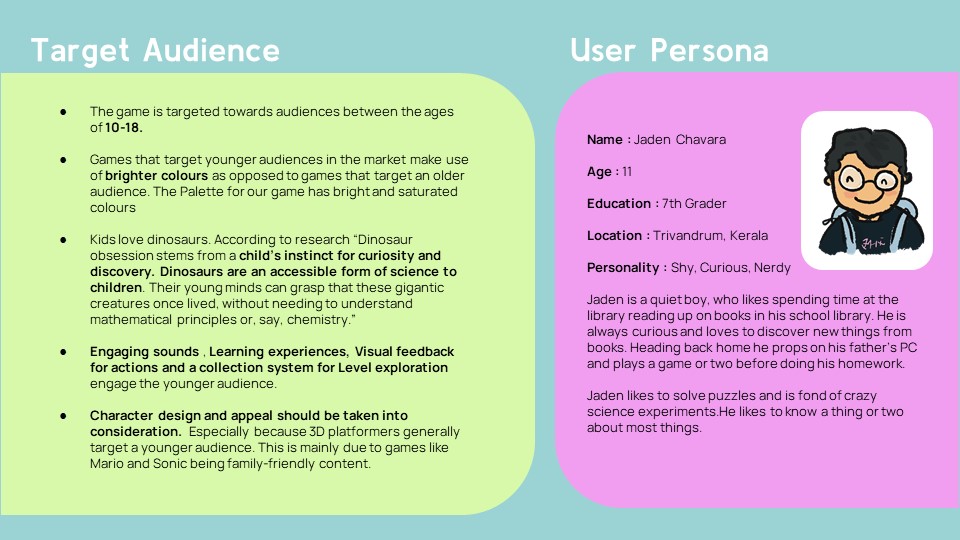 Target Audience
The game is targeted towards audiences between the ages
of 10-18.
Games that target younger audiences in the market make use
of brighter colours as opposed to games that target an older
audience. The Palette for our game has bright and saturated
colours
Kids love dinosaurs. According to research “Dinosaur
obsession stems from a child’s instinct for curiosity and
discovery. Dinosaurs are an accessible form of science to
children. Their young minds can grasp that these gigantic
creatures once lived, without needing to understand
mathematical principles or, say, chemistry.”
Engaging sounds , Learning experiences, Visual feedback
for actions and a collection system for Level exploration
engage the younger audience.
Character design and appeal should be taken into
consideration. Especially because 3D platformers generally
target a younger audience. This is mainly due to games like
Mario and Sonic being family-friendly content.
User Persona
Name : Jaden Chavara
Age : 11
Education : 7th Grader
Location : Trivandrum, Kerala
Personality : Shy, Curious, Nerdy
Jaden is a quiet boy, who likes spending time at the
library reading up on books in his school library. He is
always curious and loves to discover new things from
books. Heading back home he props on his father’s PC
and plays a game or two before doing his homework.
Jaden likes to solve puzzles and is fond of crazy
science experiments.He likes to know a thing or two
about most things.